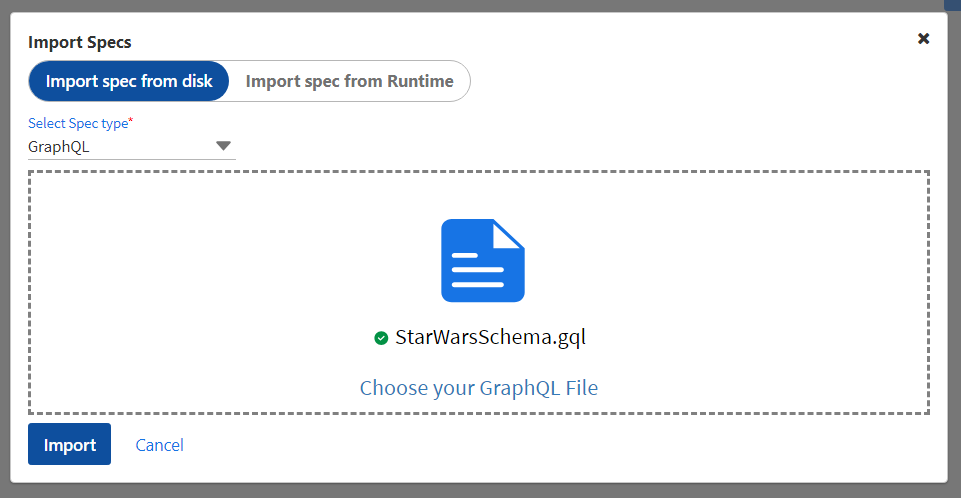 Import Specs
Import spec from disk Import spec from Runtime
Select Spec type*
GraphQL
StarWarsSchema.gql
Choose your GraphQL File
Import Cancel